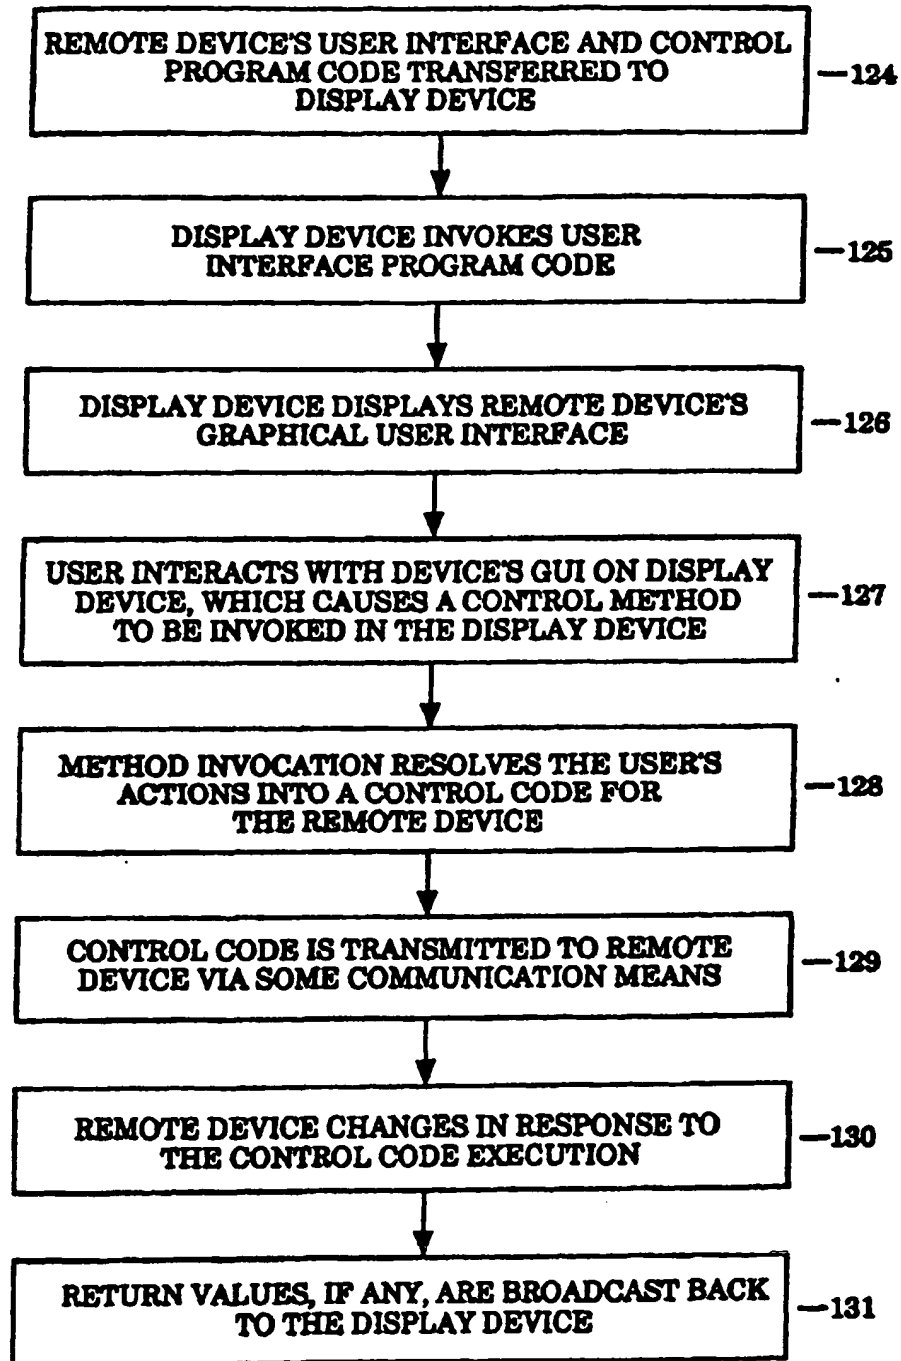 REMOTE DEVICE'S USER INTERFACE AND CONTROL
PROGRAM CODE TRANSFERRED TO
DISPLAY DEVICE
124
DISPLAY DEVICE INVOKES USER
INTERFACE PROGRAM CODE
125
DISPLAY DEVICE DISPLAYS REMOTE DEVICE'S
GRAPHICAL USER INTERFACE
126
USER INTERACTS WITH DEVICE'S GUI ON DISPLAY
DEVICE, WHICH CAUSES A CONTROL METHOD
TO BE INVOKED IN THE DISPLAY DEVICE
127
METHOD INVOCATION RESOLVES THE USER'S
ACTIONS INTO A CONTROL CODE FOR
THE REMOTE DEVICE
128
CONTROL CODE IS TRANSMITTED TO REMOTE
DEVICE VIA SOME COMMUNICATION MEANS
129
REMOTE DEVICE CHANGES IN RESPONSE TO
THE CONTROL CODE EXECUTION
130
RETURN VALUES, IF ANY, ARE BROADCAST BACK
TO THE DISPLAY DEVICE
131